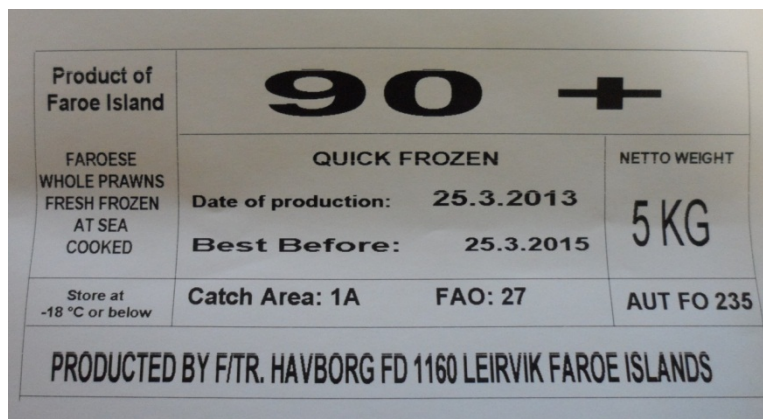 Product of
Faroe Island
90 +
FAROESE
WHOLE PRAWNS
FRESH FROZEN
AT SEA
COOKED
QUICK FROZEN
Date of production: 25.3.2013
Best Before: 25.3.2015
NETTO WEIGHT
5 KG
Store at
-18 °C or below
Catch Area: 1A FAO: 27
AUT FO 235
PRODUCTED BY F/TR. HAVBORG FD 1160 LEIRVIK FAROE ISLANDS